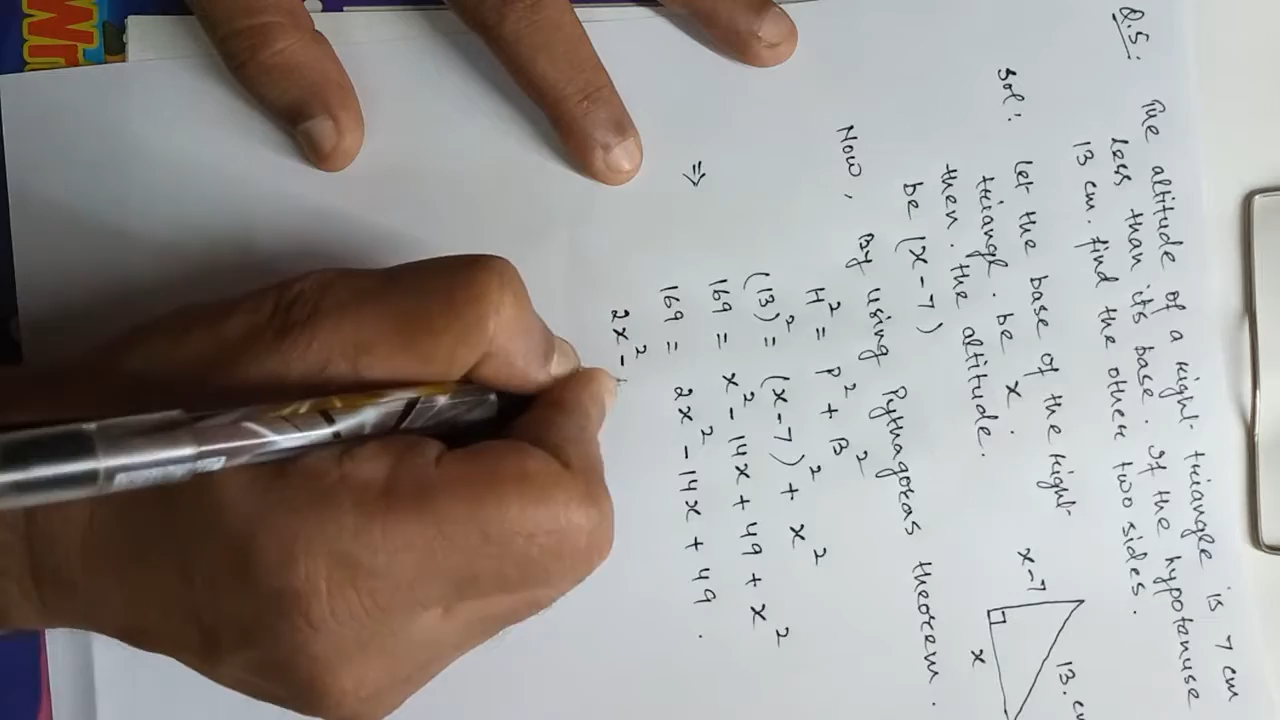 Q.5: The altitude of a right triangle is 7 cm
less than its base. If the hypotenuse
13 cm. find the other two sides.
Sol: let the base of the right
triangl. be x.
then. the altitude.
be (x-7)
x-7
13.cm
x
Now, By using Pythagoras theorem.
H² = P² + B²
(13)² = (x-7)² + x²
⇒ 169 = x² - 14x + 49 + x²
169 = 2x² - 14x + 49.
2x² -
Wr